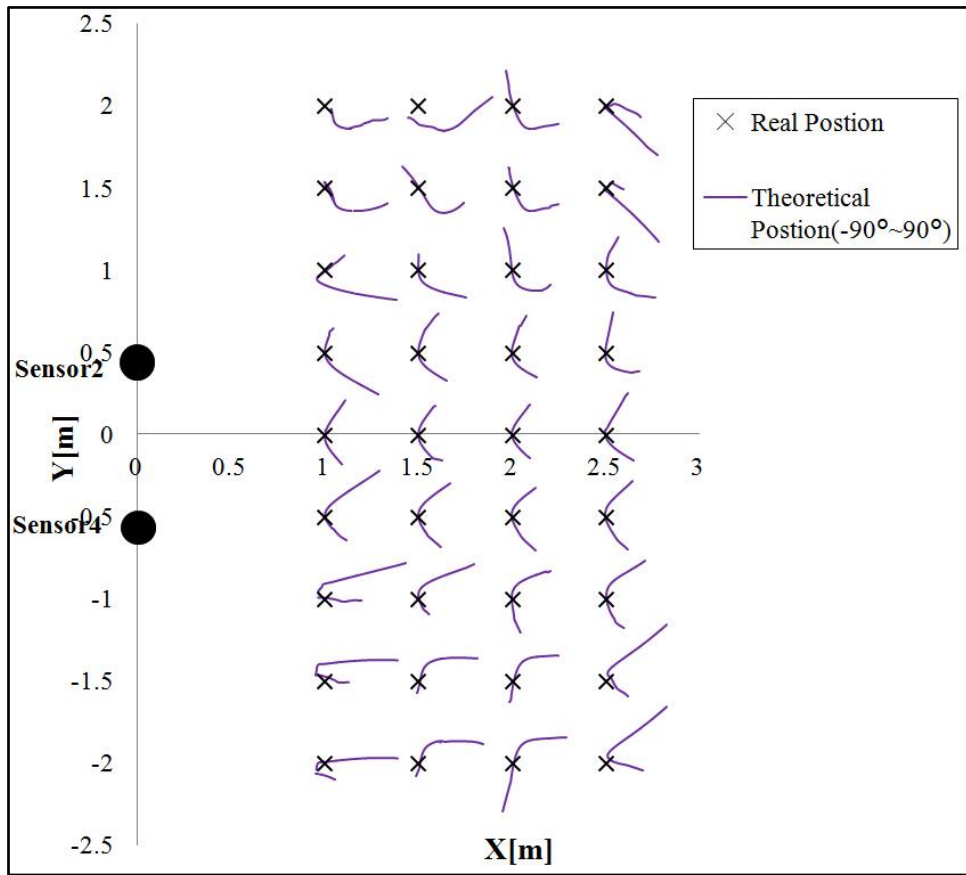 2.5
2
1.5
1
0.5
Sensor2
0
0 0.5 1 1.5 2 2.5 3
Y[m]
-0.5
Sensor4
-1
-1.5
-2
-2.5
X[m]
Real Postion
Theoretical
Postion(-90°~90°)